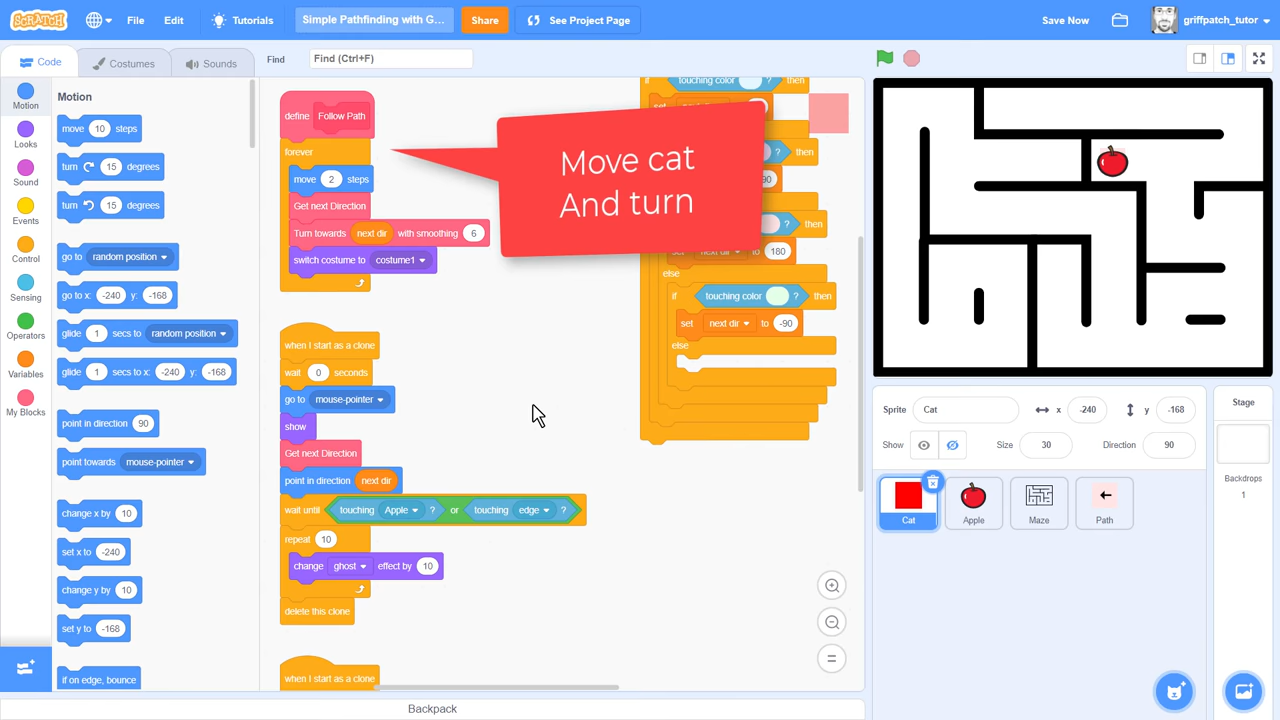 SCRATCH File Edit Tutorials Simple Pathfinding with G... Share See Project Page Save Now griffpatch_tutor
Code Costumes Sounds Find Find (Ctrl+F)
Motion
Looks
Sound
Events
Control
Sensing
Operators
Variables
My Blocks
Motion
move 10 steps
turn 15 degrees
turn 15 degrees
go to random position
go to x: -240 y: -168
glide 1 secs to random position
glide 1 secs to x: -240 y: -168
point in direction 90
point towards mouse-pointer
change x by 10
set x to -240
change y by 10
set y to -168
if on edge, bounce
define Follow Path
forever
move 2 steps
Get next Direction
Turn towards next dir with smoothing 6
switch costume to costume1
when I start as a clone
wait 0 seconds
go to mouse-pointer
show
Get next Direction
point in direction next dir
wait until touching Apple ? or touching edge ?
repeat 10
change ghost effect by 10
delete this clone
when I start as a clone
Move cat
And turn
if touching color ? then
set
? then
then
90
? then
set next dir to 180
else
if touching color ? then
set next dir to -90
else
Sprite Cat x -240 y -168
Show Size 30 Direction 90
Cat
Apple
Maze
Path
Stage
Backdrops
1
Backpack